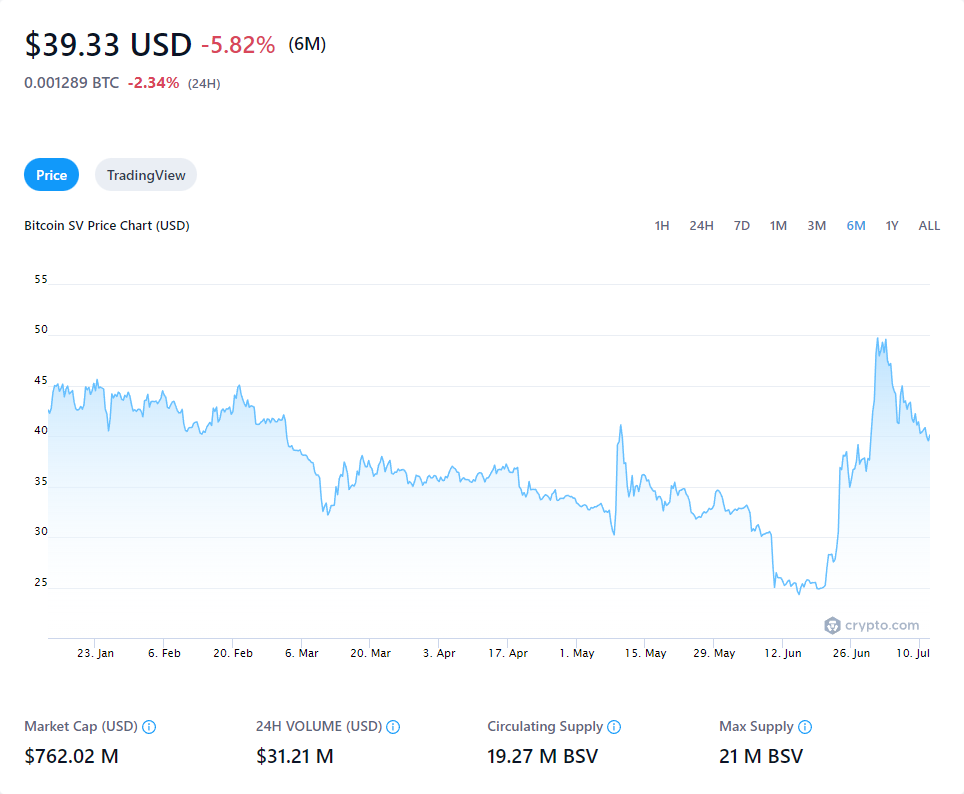 $39.33 USD -5.82% (6M)
0.001289 BTC -2.34% (24H)
Price TradingView
Bitcoin SV Price Chart (USD) 1H 24H 7D 1M 3M 6M 1Y ALL
55
50
45
40
35
30
25
crypto.com
23. Jan 6. Feb 20. Feb 6. Mar 20. Mar 3. Apr 17. Apr 1. May 15. May 29. May 12. Jun 26. Jun 10. Jul
Market Cap (USD) 24H VOLUME (USD) Circulating Supply Max Supply
$762.02 M $31.21 M 19.27 M BSV 21 M BSV